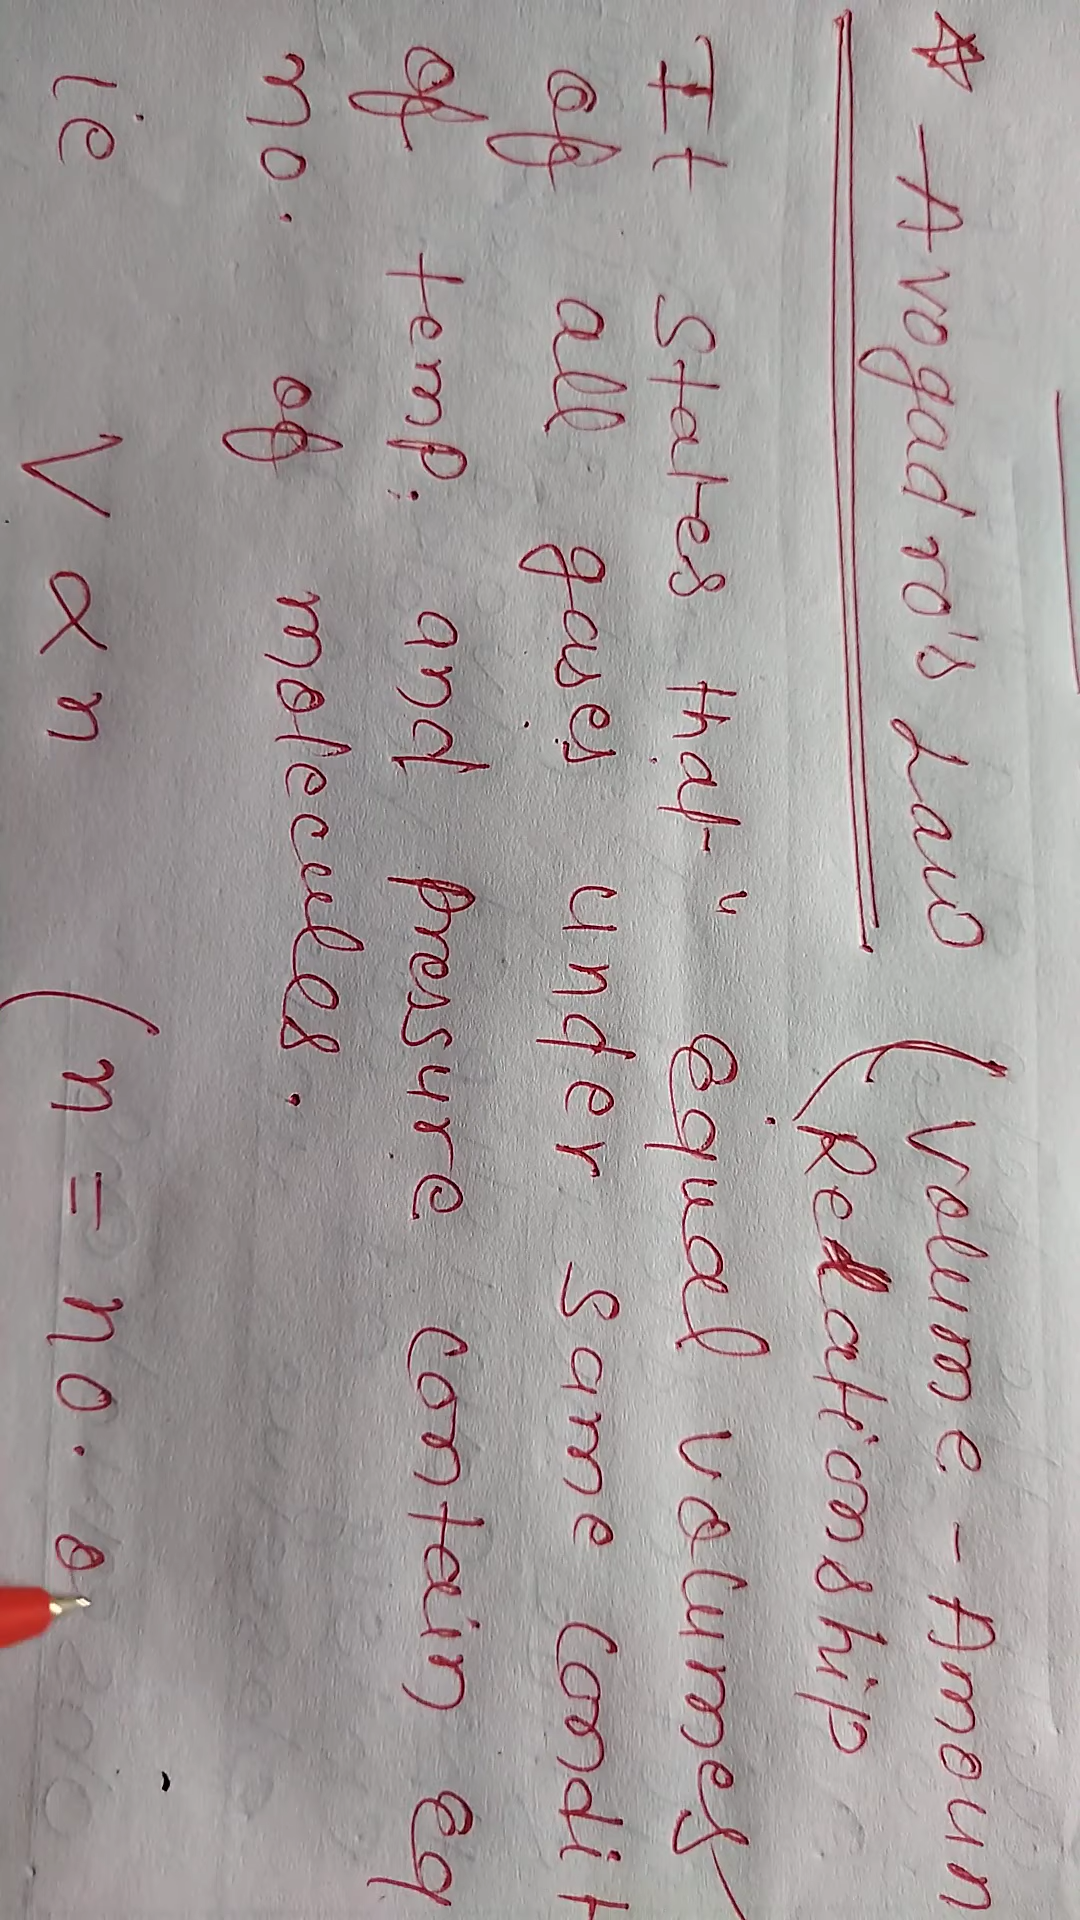 ☆ Avogadro's Law (Volume - Amoun
(Relationship
It states that " equal volumes
of all gases under same condit
of temp. and pressure contain eq
no. of molecules.
ie V ∝ n (n = no. o